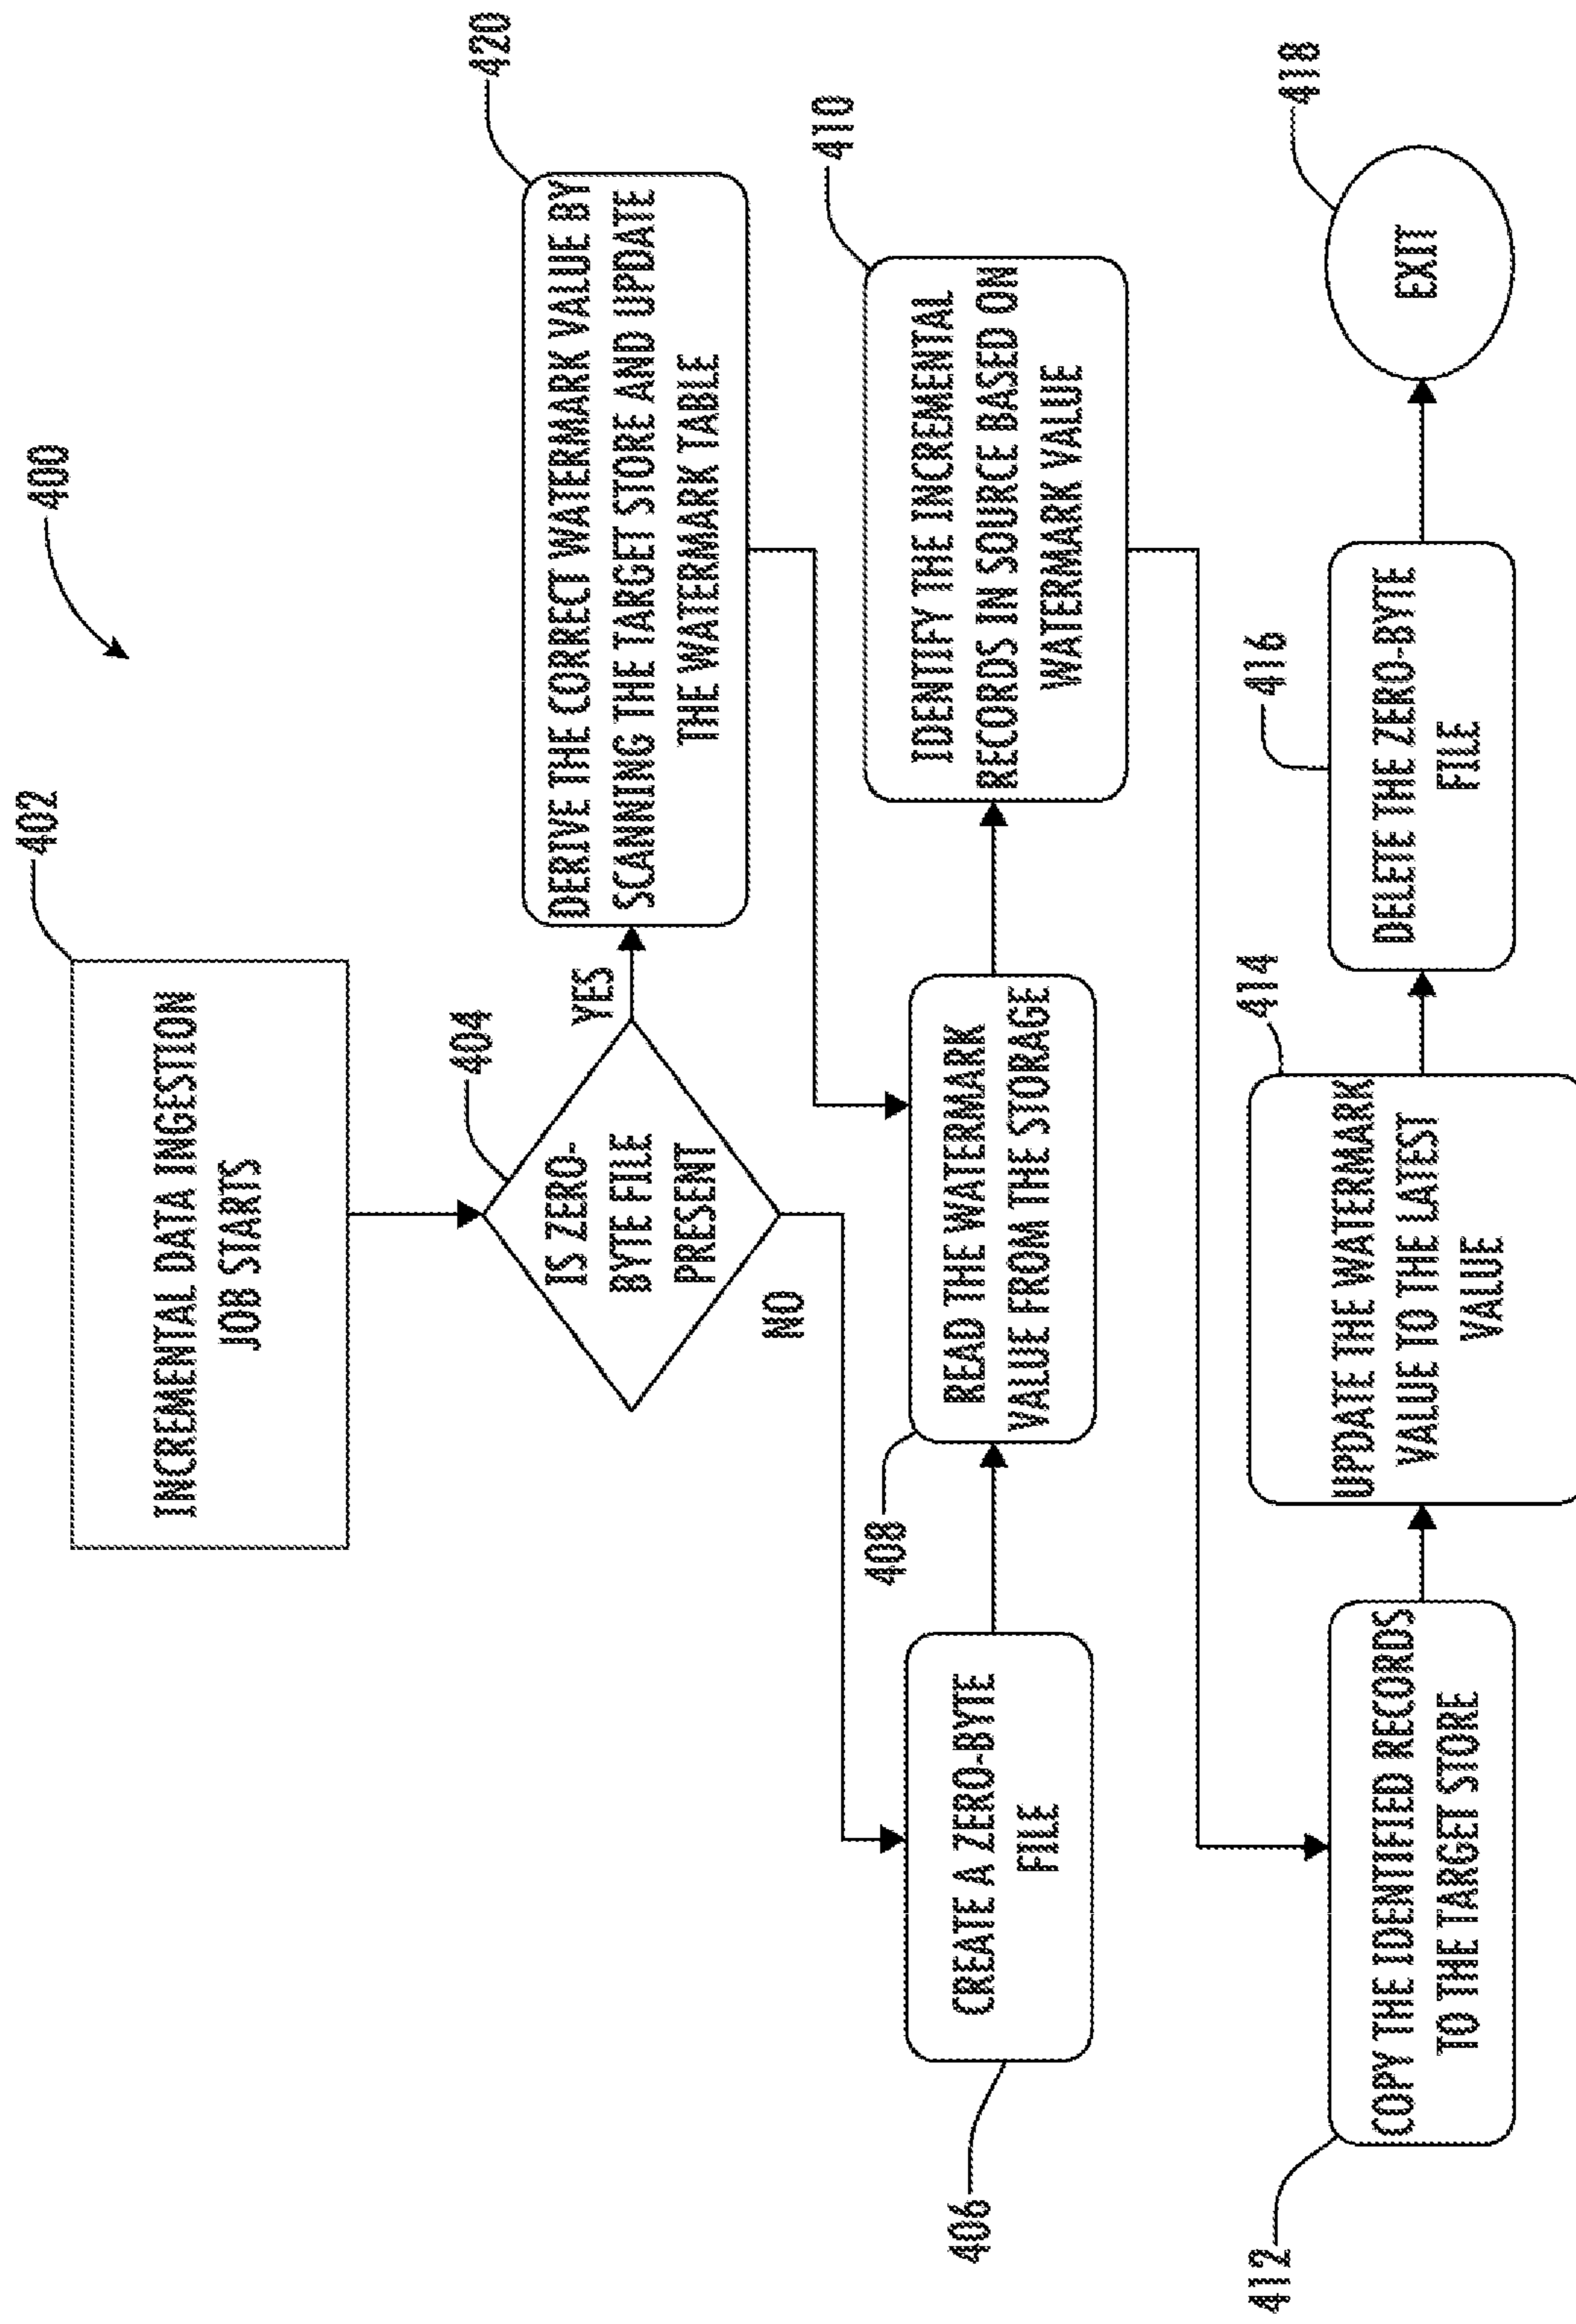 400
402
INCREMENTAL DATA INGESTION
JOB STARTS
404
IS ZERO-
BYTE FILE
PRESENT
YES
NO
420
DERIVE THE CORRECT WATERMARK VALUE BY
SCANNING THE TARGET STORE AND UPDATE
THE WATERMARK TABLE
406
CREATE A ZERO-BYTE
FILE
408
READ THE WATERMARK
VALUE FROM THE STORAGE
410
IDENTIFY THE INCREMENTAL
RECORDS IN SOURCE BASED ON
WATERMARK VALUE
412
COPY THE IDENTIFIED RECORDS
TO THE TARGET STORE
414
UPDATE THE WATERMARK
VALUE TO THE LATEST
VALUE
416
DELETE THE ZERO-BYTE
FILE
418
EXIT